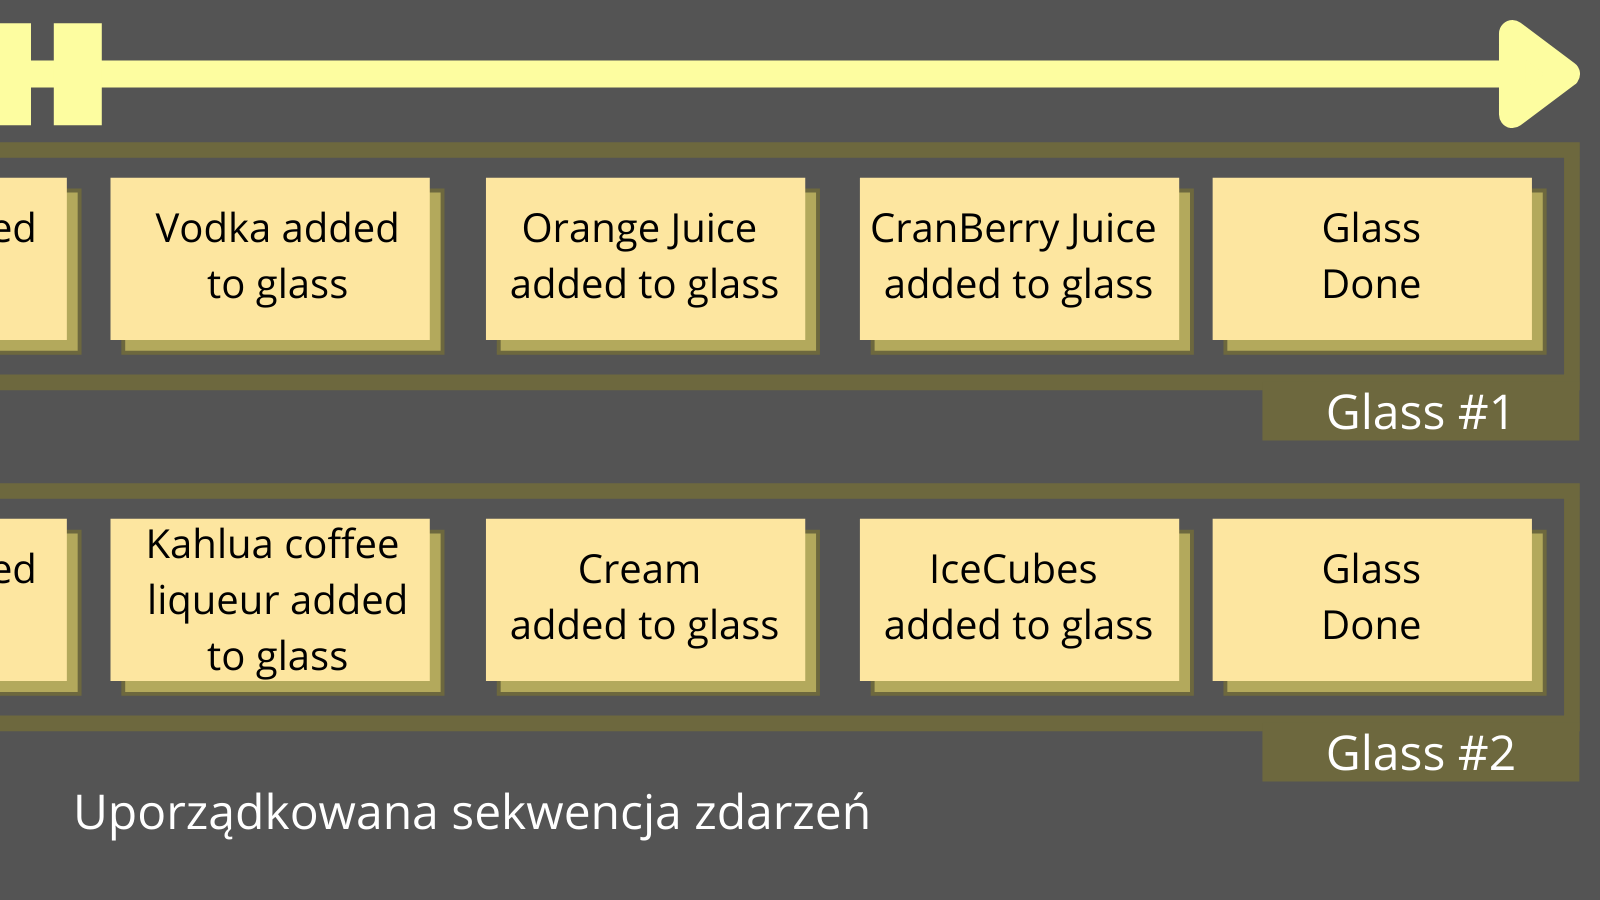 ed
Vodka added
to glass
Orange Juice
added to glass
CranBerry Juice
added to glass
Glass
Done
Glass #1
ed
Kahlua coffee
liqueur added
to glass
Cream
added to glass
IceCubes
added to glass
Glass
Done
Glass #2
Uporządkowana sekwencja zdarzeń